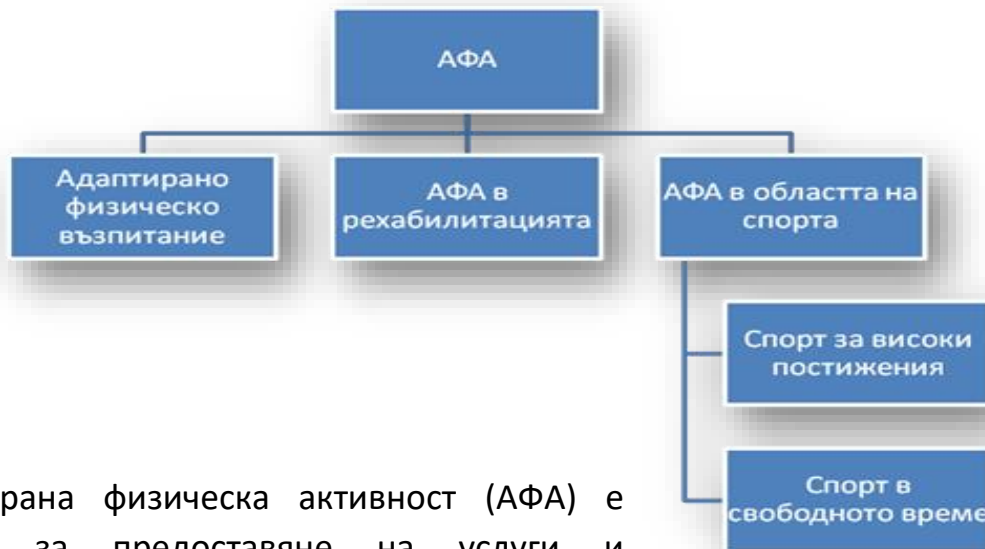 АФА
Адаптирано
физическо
възпитание
АФА в
рехабилитацията
АФА в областта на
спорта
Спорт за високи
постижения
Спорт в
свободното време
рана физическа активност (АФА) е
за предоставяне на услуги и